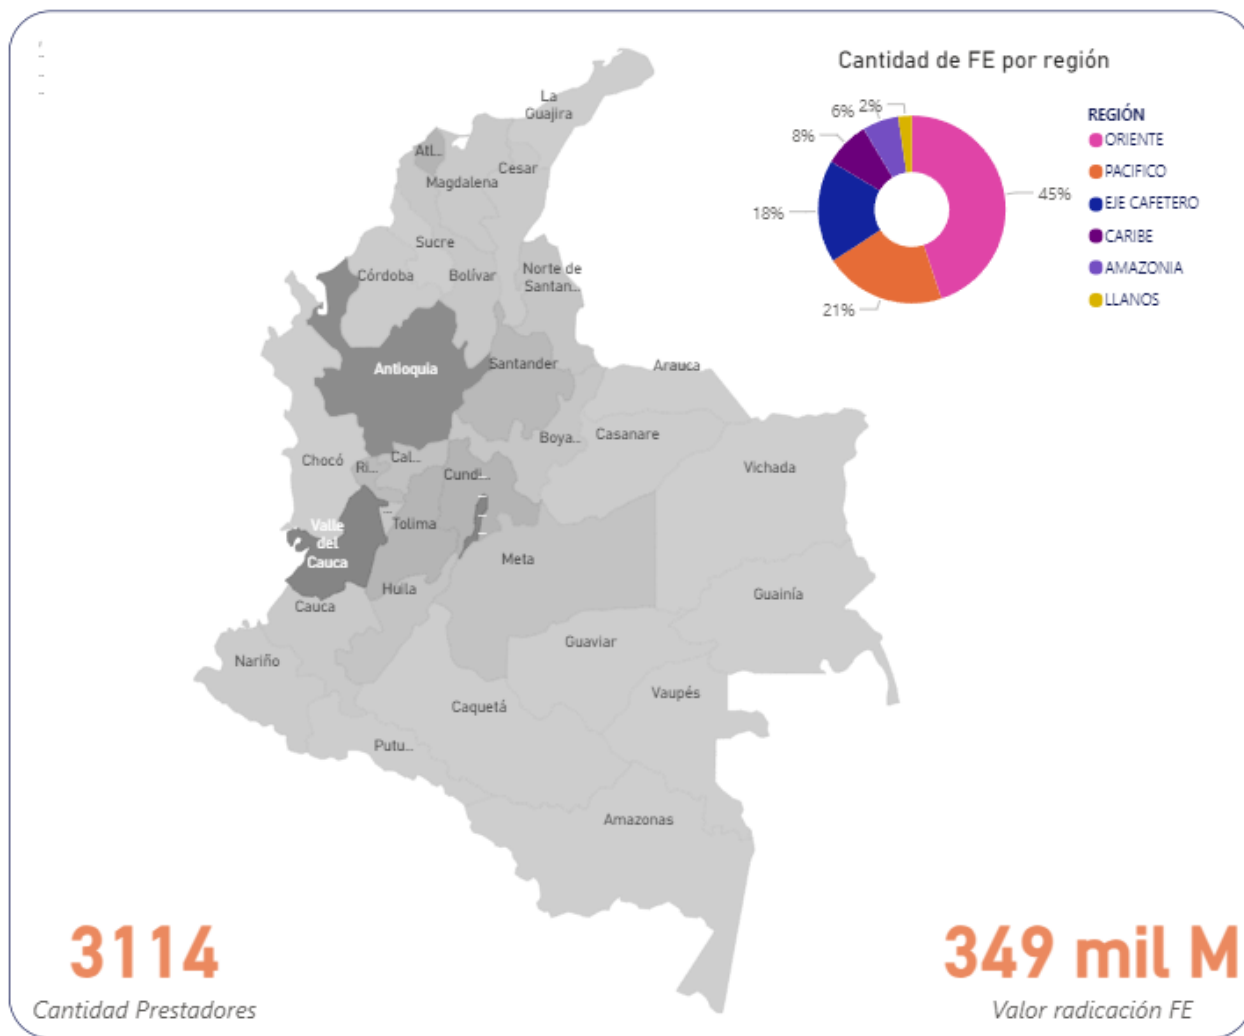 Cantidad de FE por región
6%
2%
8%
18%
21%
45%
REGIÓN
ORIENTE
PACIFICO
EJE CAFETERO
CARIBE
AMAZONIA
LLANOS
La
Guajira
Atl...
Magdalena
Cesar
Sucre
Córdoba
Bolívar
Norte de
Santan...
Antioquia
Santander
Arauca
Chocó
Ri...
Cal...
Boya...
Casanare
Cundi...
Vichada
Valle
del
Cauca
...
Tolima
Meta
Cauca
Huila
Guainía
Nariño
Guaviar
Caquetá
Vaupés
Putu...
Amazonas
3114
Cantidad Prestadores
349 mil M
Valor radicación FE